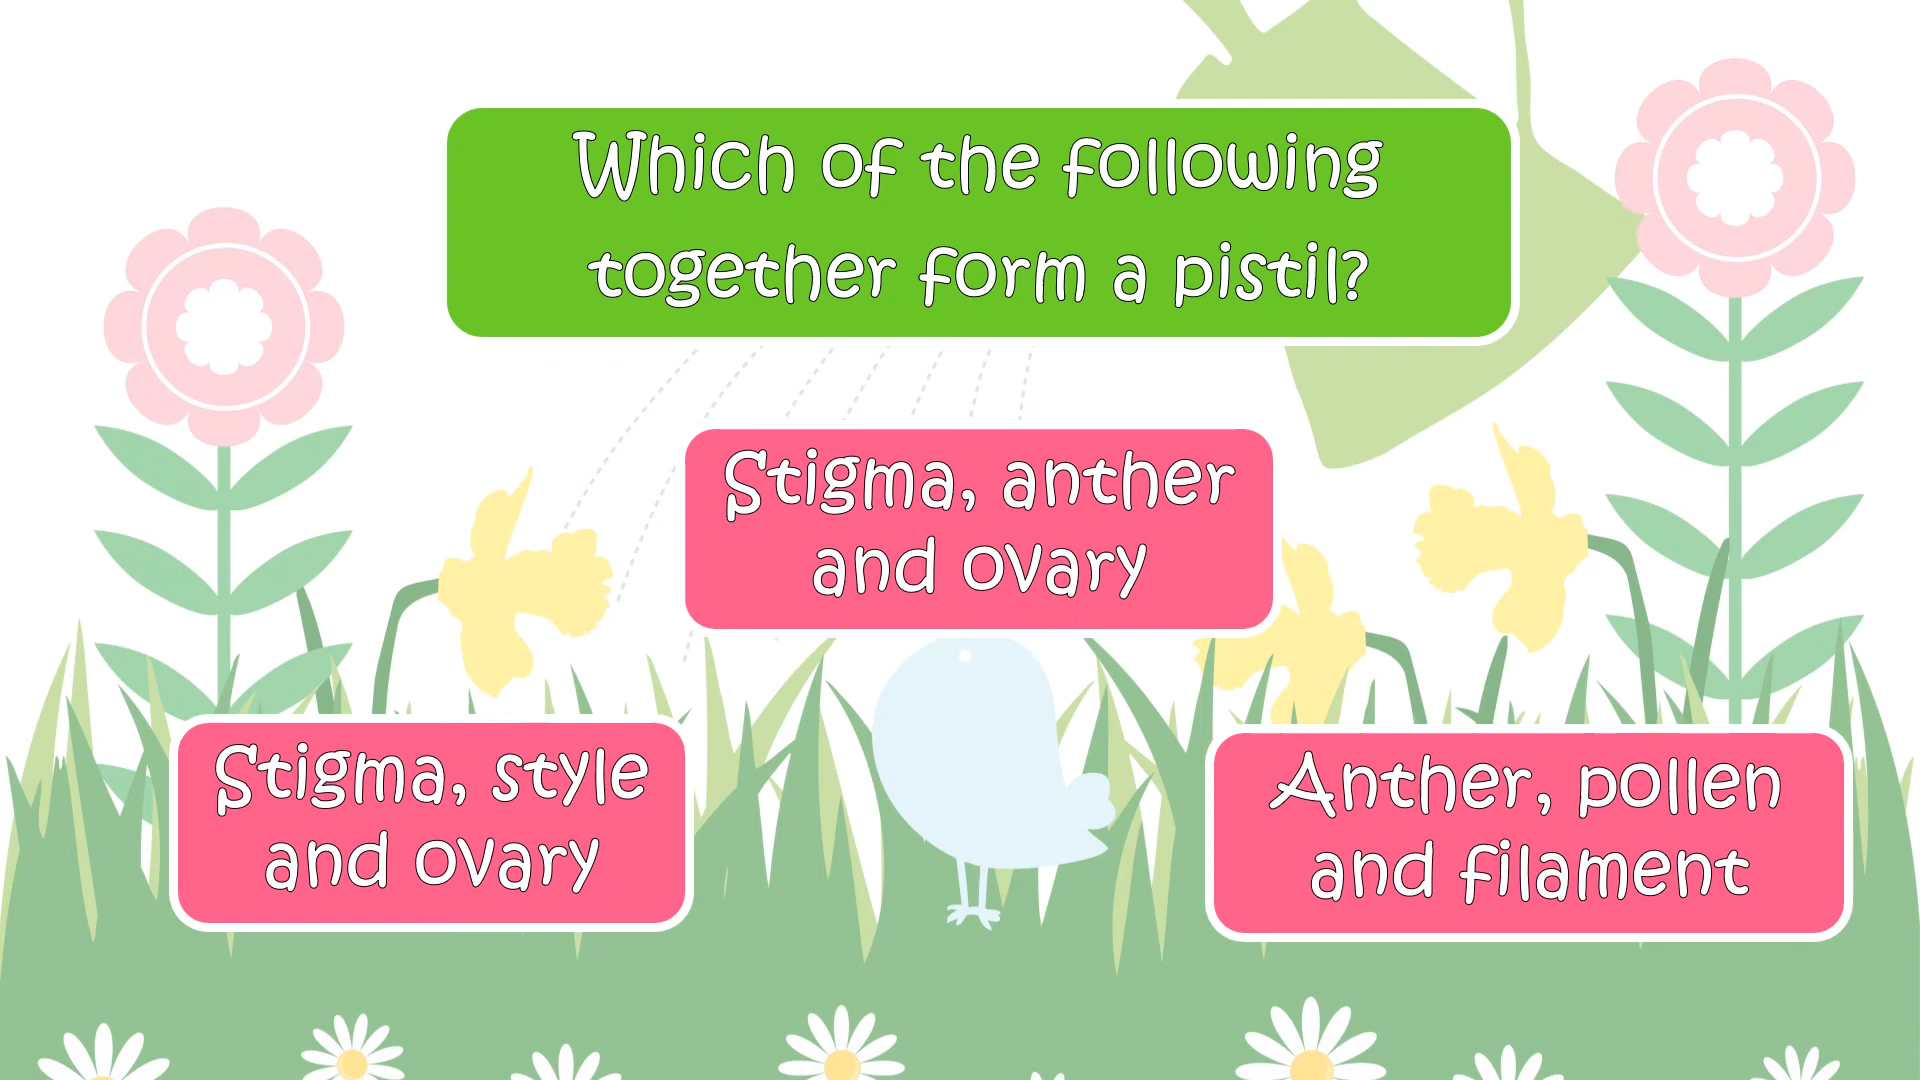 Which of the following
together form a pistil?
Stigma, anther
and ovary
Stigma, style
and ovary
Anther, pollen
and filament